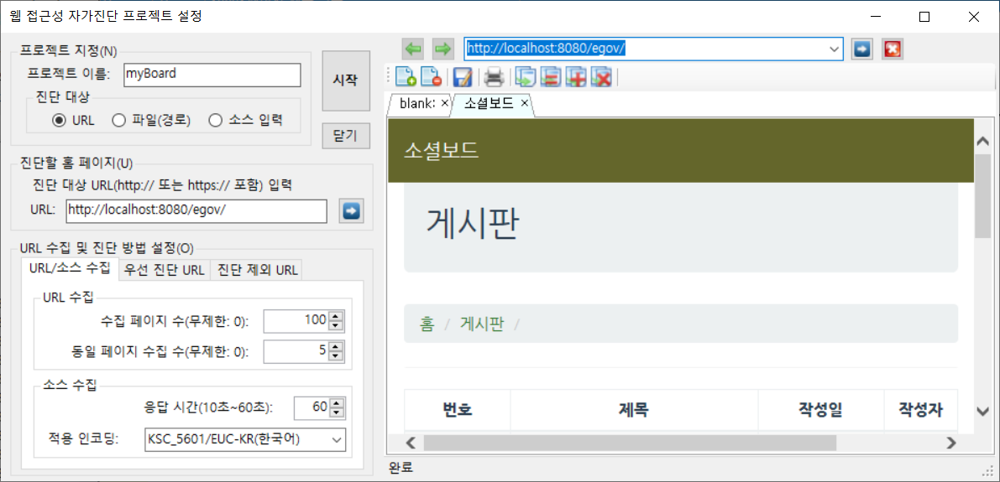 웹 접근성 자가진단 프로젝트 설정
프로젝트 지정(N)
프로젝트 이름: myBoard
진단 대상
URL 파일(경로) 소스 입력
시작
닫기
진단할 홈 페이지(U)
진단 대상 URL(http:// 또는 https:// 포함) 입력
URL: http://localhost:8080/egov/
URL 수집 및 진단 방법 설정(O)
URL/소스 수집 우선 진단 URL 진단 제외 URL
URL 수집
수집 페이지 수(무제한: 0): 100
동일 페이지 수집 수(무제한: 0): 5
소스 수집
응답 시간(10초~60초): 60
적용 인코딩: KSC_5601/EUC-KR(한국어)
http://localhost:8080/egov/
blank: × 소셜보드 ×
소셜보드
게시판
홈 / 게시판 /
번호 제목 작성일 작성자
완료